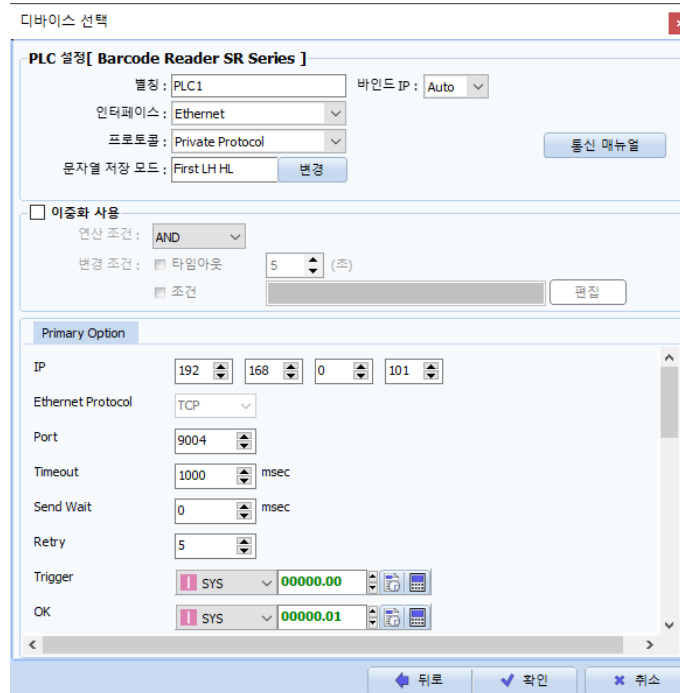 디바이스 선택
PLC 설정[ Barcode Reader SR Series ]
별칭 : PLC1 바인드 IP : Auto
인터페이스 : Ethernet
프로토콜 : Private Protocol 통신 매뉴얼
문자열 저장 모드 : First LH HL 변경
이중화 사용
연산 조건 : AND
변경 조건 : 타임아웃 5 (초)
조건 편집
Primary Option
IP 192 168 0 101
Ethernet Protocol TCP
Port 9004
Timeout 1000 msec
Send Wait 0 msec
Retry 5
Trigger I SYS 00000.00
OK I SYS 00000.01
뒤로 확인 취소